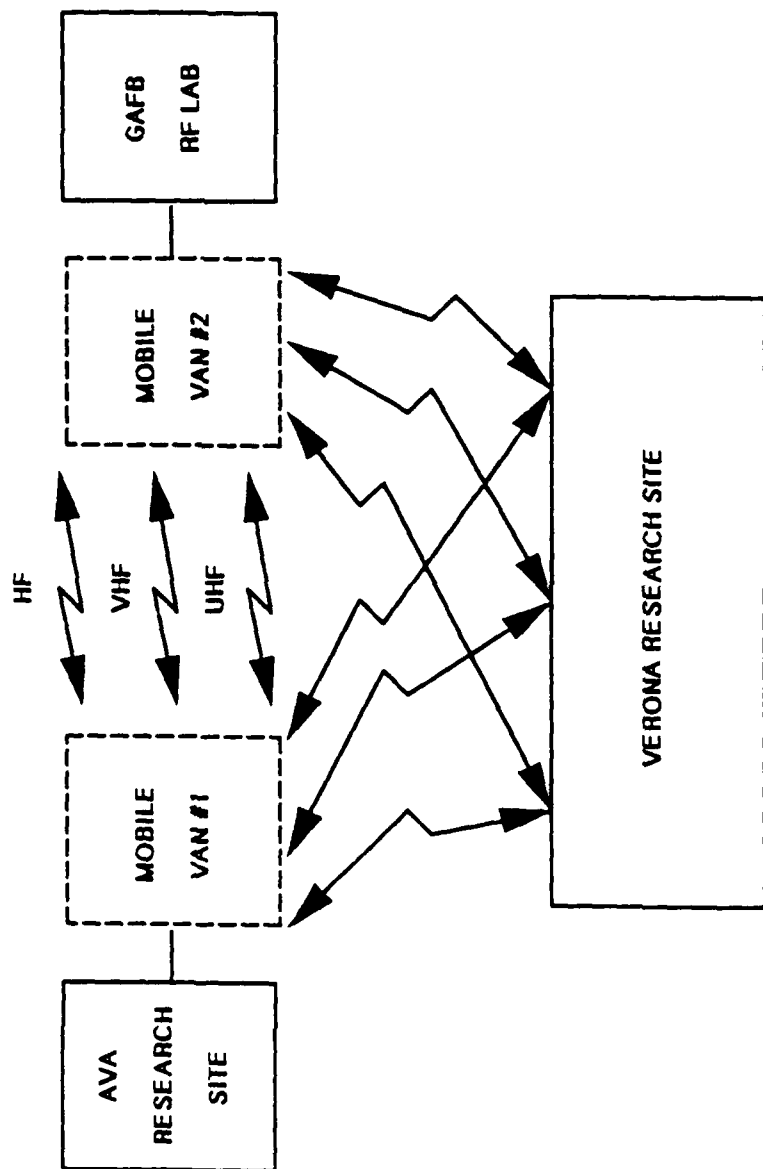 HF
VHF
UHF
AVA
RESEARCH
SITE
MOBILE
VAN #1
MOBILE
VAN #2
GAFB
RF LAB
VERONA RESEARCH SITE